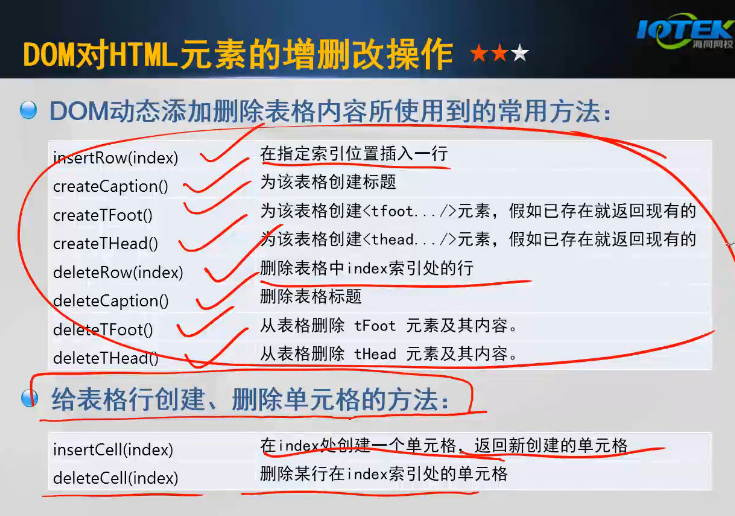 IOTEK
海同网校
DOM对HTML元素的增删改操作
DOM动态添加删除表格内容所使用到的常用方法：
insertRow(index) 在指定索引位置插入一行
createCaption() 为该表格创建标题
createTFoot() 为该表格创建<tfoot.../>元素，假如已存在就返回现有的
createTHead() 为该表格创建<thead.../>元素，假如已存在就返回现有的
deleteRow(index) 删除表格中index索引处的行
deleteCaption() 删除表格标题
deleteTFoot() 从表格删除 tFoot 元素及其内容。
deleteTHead() 从表格删除 tHead 元素及其内容。
给表格行创建、删除单元格的方法：
insertCell(index) 在index处创建一个单元格，返回新创建的单元格
deleteCell(index) 删除某行在index索引处的单元格